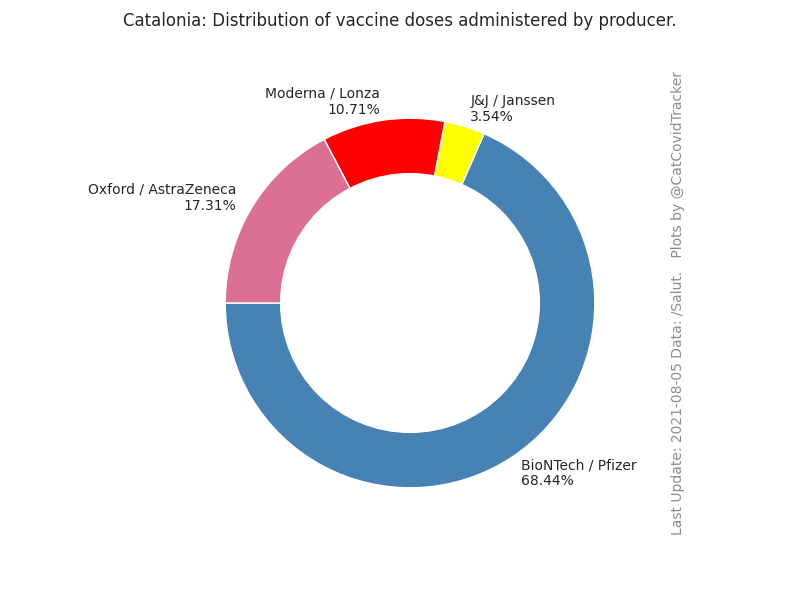 Catalonia: Distribution of vaccine doses administered by producer.
Moderna / Lonza
10.71%
J&J / Janssen
3.54%
Oxford / AstraZeneca
17.31%
BioNTech / Pfizer
68.44%
Last Update: 2021-08-05 Data: /Salut.   Plots by @CatCovidTracker